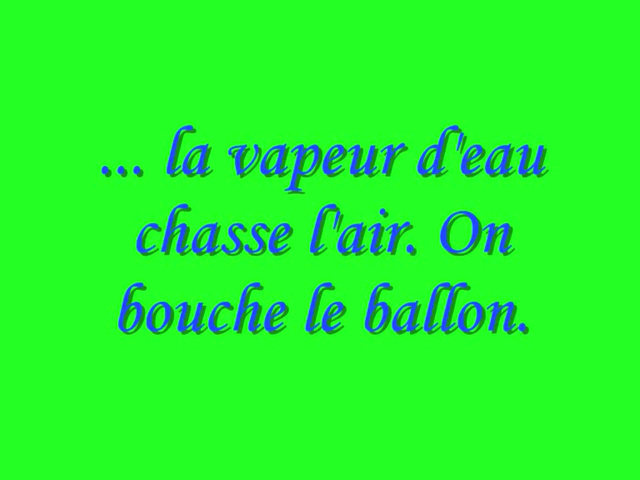 ... la vapeur d'eau
chasse l'air. On
bouche le ballon.